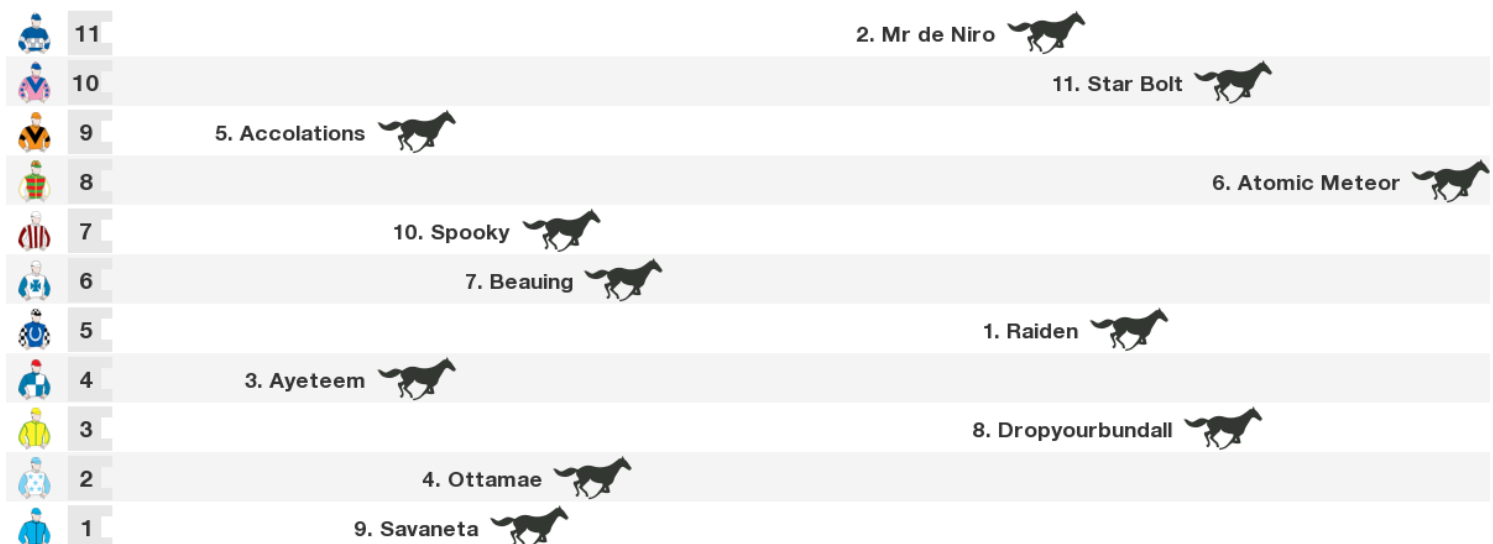 11 2. Mr de Niro
10 11. Star Bolt
9 5. Accolations
8 6. Atomic Meteor
7 10. Spooky
6 7. Beauing
5 1. Raiden
4 3. Ayeteem
3 8. Dropyourbundall
2 4. Ottamae
1 9. Savaneta